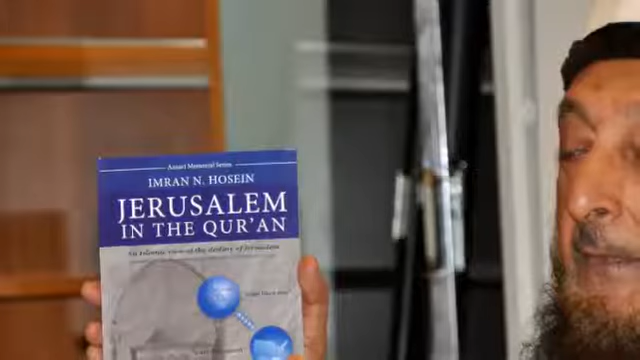 Ansari Memorial Series
IMRAN N. HOSEIN
JERUSALEM
IN THE QUR'AN
An Islamic view of the destiny of Jerusalem